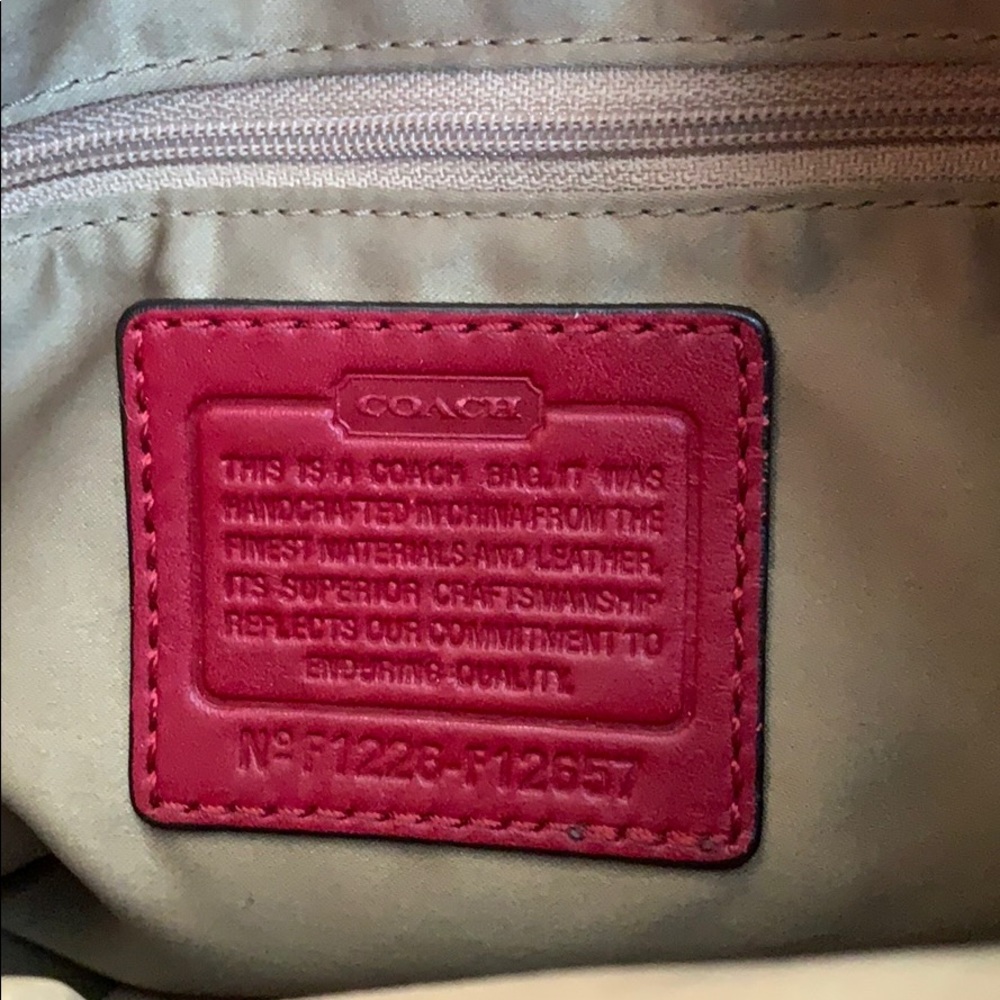 COACH
THIS IS A COACH BAG. IT WAS
HANDCRAFTED IN CHINA FROM THE
FINEST MATERIALS AND LEATHER.
ITS SUPERIOR CRAFTSMANSHIP
REFLECTS OUR COMMITMENT TO
ENDURING QUALITY.
Nº F1226-F12657